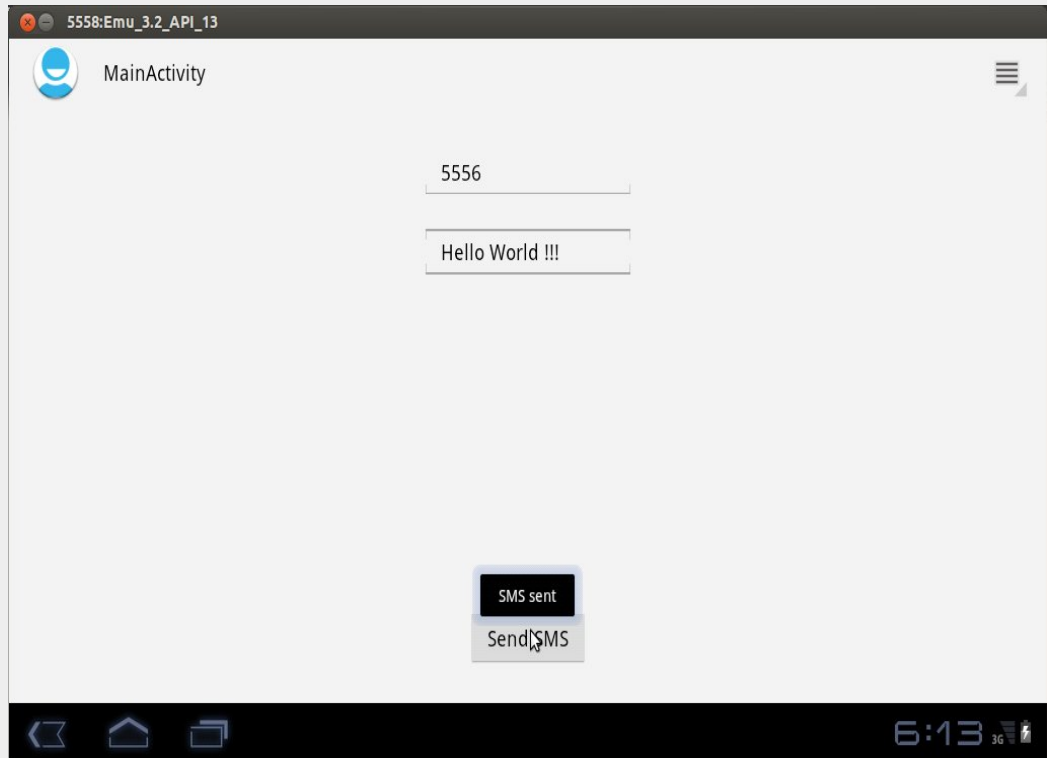 5558:Emu_3.2_API_13
MainActivity
5556
Hello World !!!
SMS sent
Send SMS
6:13 3G